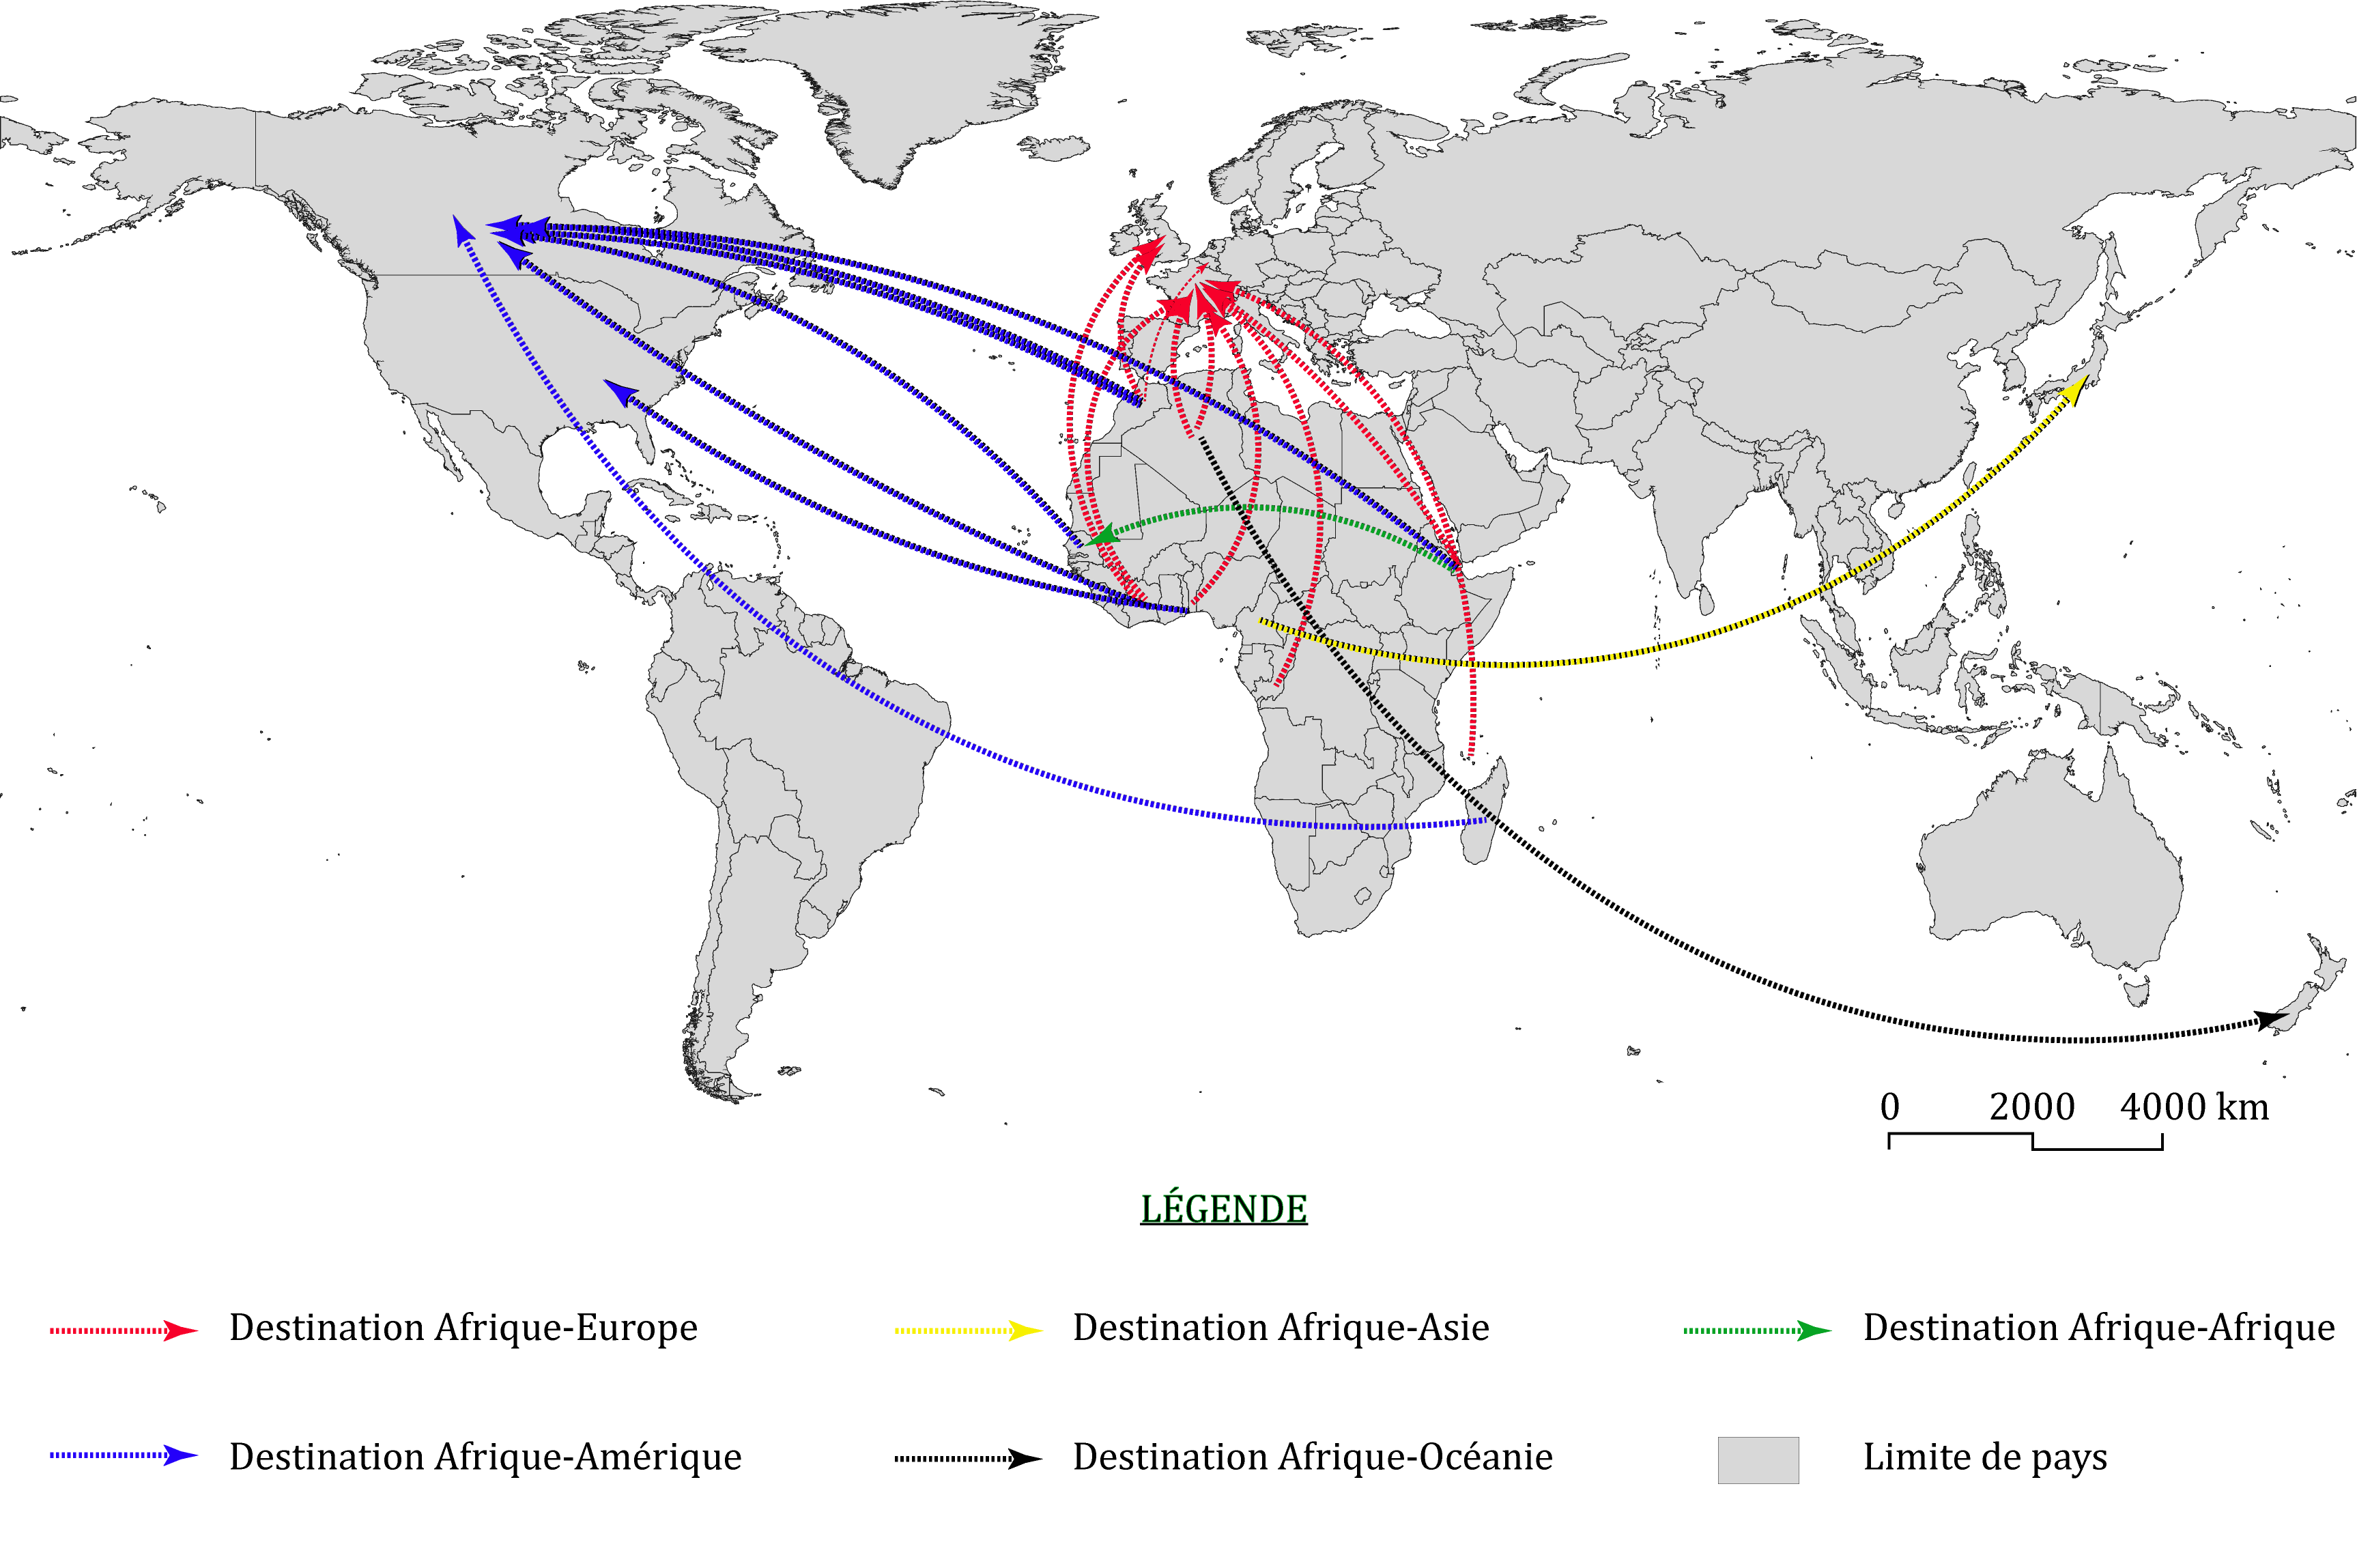 0 2000 4000 km
LÉGENDE
Destination Afrique-Europe
Destination Afrique-Asie
Destination Afrique-Afrique
Destination Afrique-Amérique
Destination Afrique-Océanie
Limite de pays